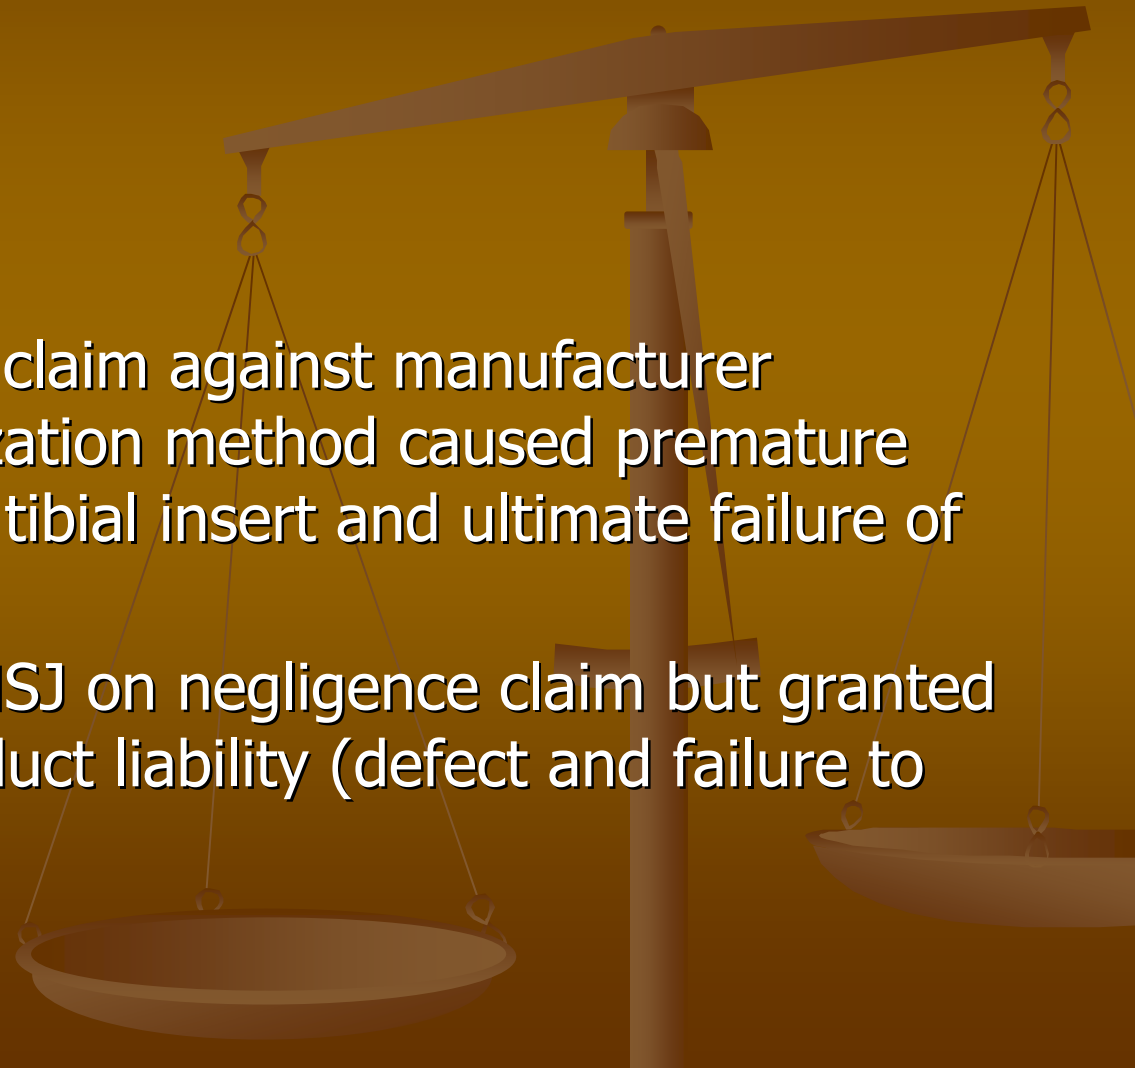 claim against manufacturer
zation method caused premature
tibial insert and ultimate failure of
SJ on negligence claim but granted
duct liability (defect and failure to